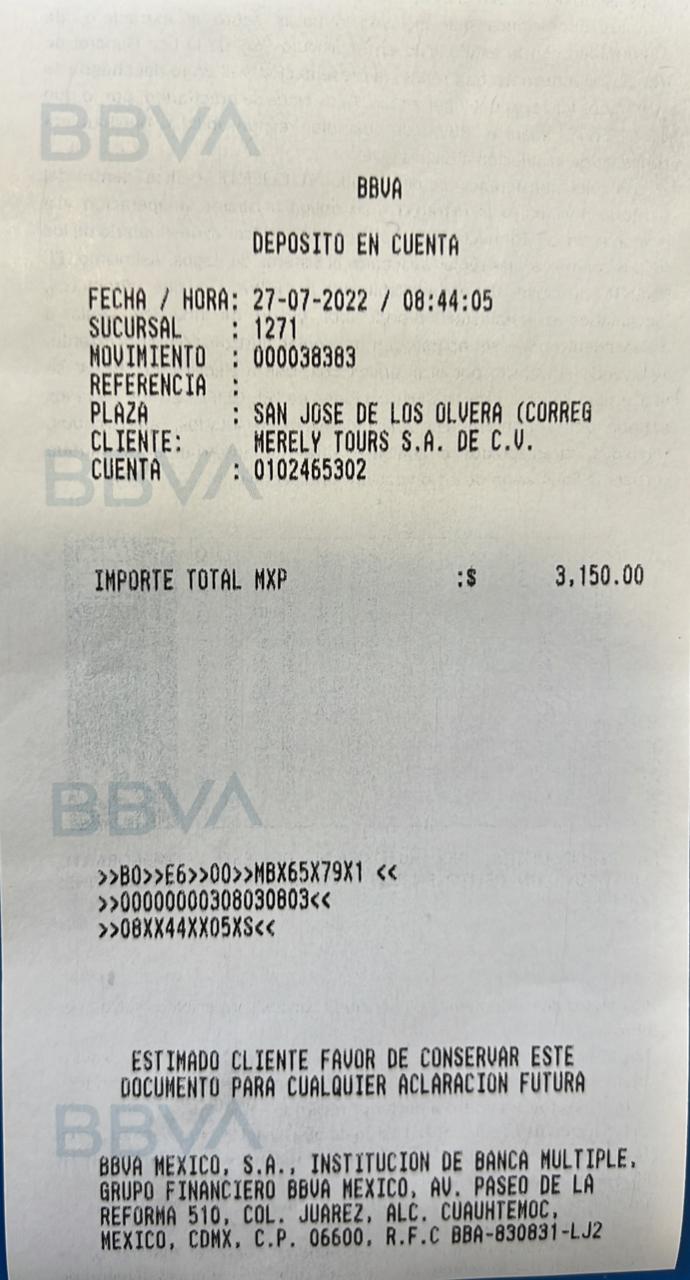 BBVA
BBVA
DEPOSITO EN CUENTA
FECHA / HORA: 27-07-2022 / 08:44:05
SUCURSAL : 1271
MOVIMIENTO : 000038383
REFERENCIA :
PLAZA : SAN JOSE DE LOS OLVERA (CORREG
CLIENTE: MERELY TOURS S.A. DE C.V.
CUENTA : 0102465302
BBVA
IMPORTE TOTAL MXP :$ 3,150.00
BBVA
>>B0>>E6>>00>>MBX65X79X1 <<
>>00000000308030803<<
>>08XX44XX05XS<<
ESTIMADO CLIENTE FAVOR DE CONSERVAR ESTE
DOCUMENTO PARA CUALQUIER ACLARACION FUTURA
BBVA
BBVA MEXICO, S.A., INSTITUCION DE BANCA MULTIPLE,
GRUPO FINANCIERO BBVA MEXICO, AV. PASEO DE LA
REFORMA 510, COL. JUAREZ, ALC. CUAUHTEMOC,
MEXICO, CDMX, C.P. 06600, R.F.C BBA-830831-LJ2